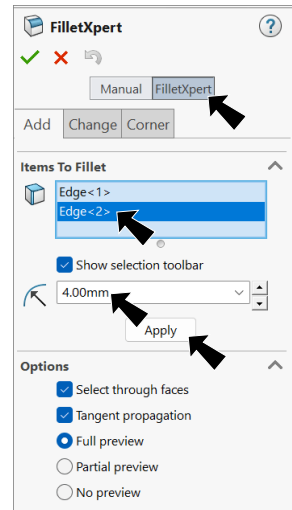 FilletXpert
?
Manual FilletXpert
Add Change Corner
Items To Fillet
Edge<1>
Edge<2>
Show selection toolbar
4.00mm
Apply
Options
Select through faces
Tangent propagation
Full preview
Partial preview
No preview